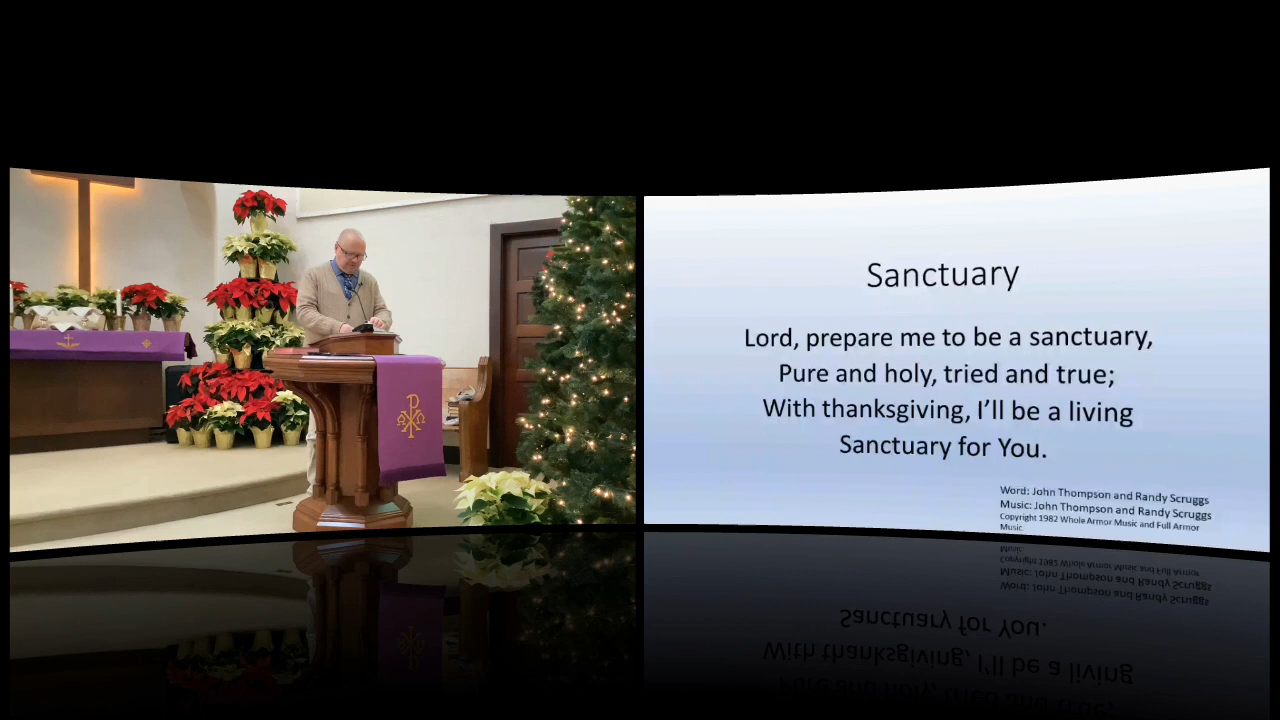 Sanctuary
Lord, prepare me to be a sanctuary,
Pure and holy, tried and true;
With thanksgiving, I'll be a living
Sanctuary for You.
Word: John Thompson and Randy Scruggs
Music: John Thompson and Randy Scruggs
Copyright 1982 Whole Armor Music and Full Armor
Music